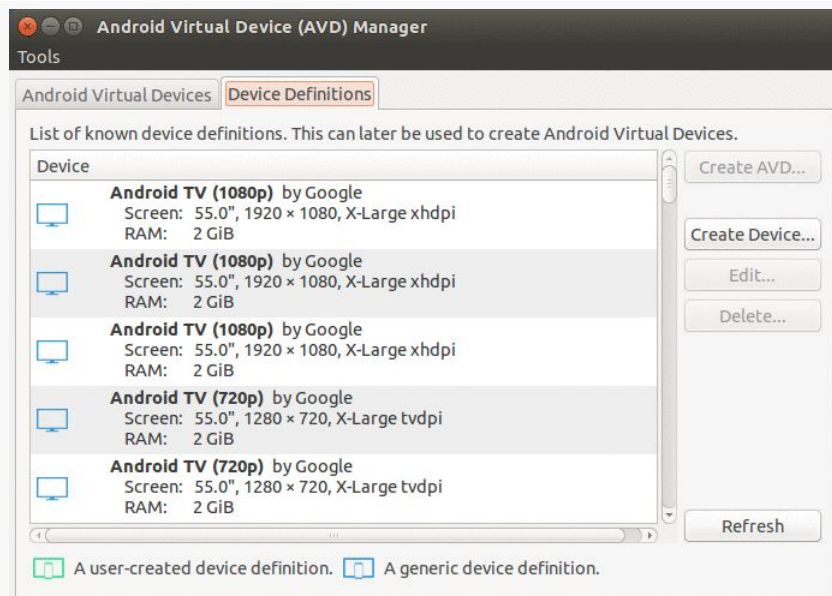 Android Virtual Device (AVD) Manager
Tools
Android Virtual Devices
Device Definitions
List of known device definitions. This can later be used to create Android Virtual Devices.
Device
Android TV (1080p) by Google
Screen: 55.0", 1920 × 1080, X-Large xhdpi
RAM: 2 GiB
Android TV (1080p) by Google
Screen: 55.0", 1920 × 1080, X-Large xhdpi
RAM: 2 GiB
Android TV (1080p) by Google
Screen: 55.0", 1920 × 1080, X-Large xhdpi
RAM: 2 GiB
Android TV (720p) by Google
Screen: 55.0", 1280 × 720, X-Large tvdpi
RAM: 2 GiB
Android TV (720p) by Google
Screen: 55.0", 1280 × 720, X-Large tvdpi
RAM: 2 GiB
Create AVD...
Create Device...
Edit...
Delete...
Refresh
A user-created device definition.
A generic device definition.